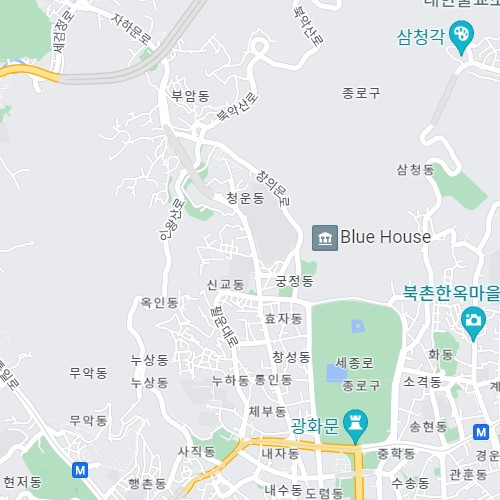 자하문로
세검정로
북악산로
삼청각
부암동
북악산로
종로구
창의문로
삼청동
청운동
인왕산로
Blue House
궁정동
신교동
북촌한옥마을
옥인동
필운대로
효자동
창성동
세종로
화동
누상동
무악동
누상동
누하동
통인동
종로구
소격동
계
통일로
체부동
무악동
광화문
송현동
사직동
내자동
중학동
경운
M
M
관훈동
현저동
행촌동
내수동
도렴동
수송동